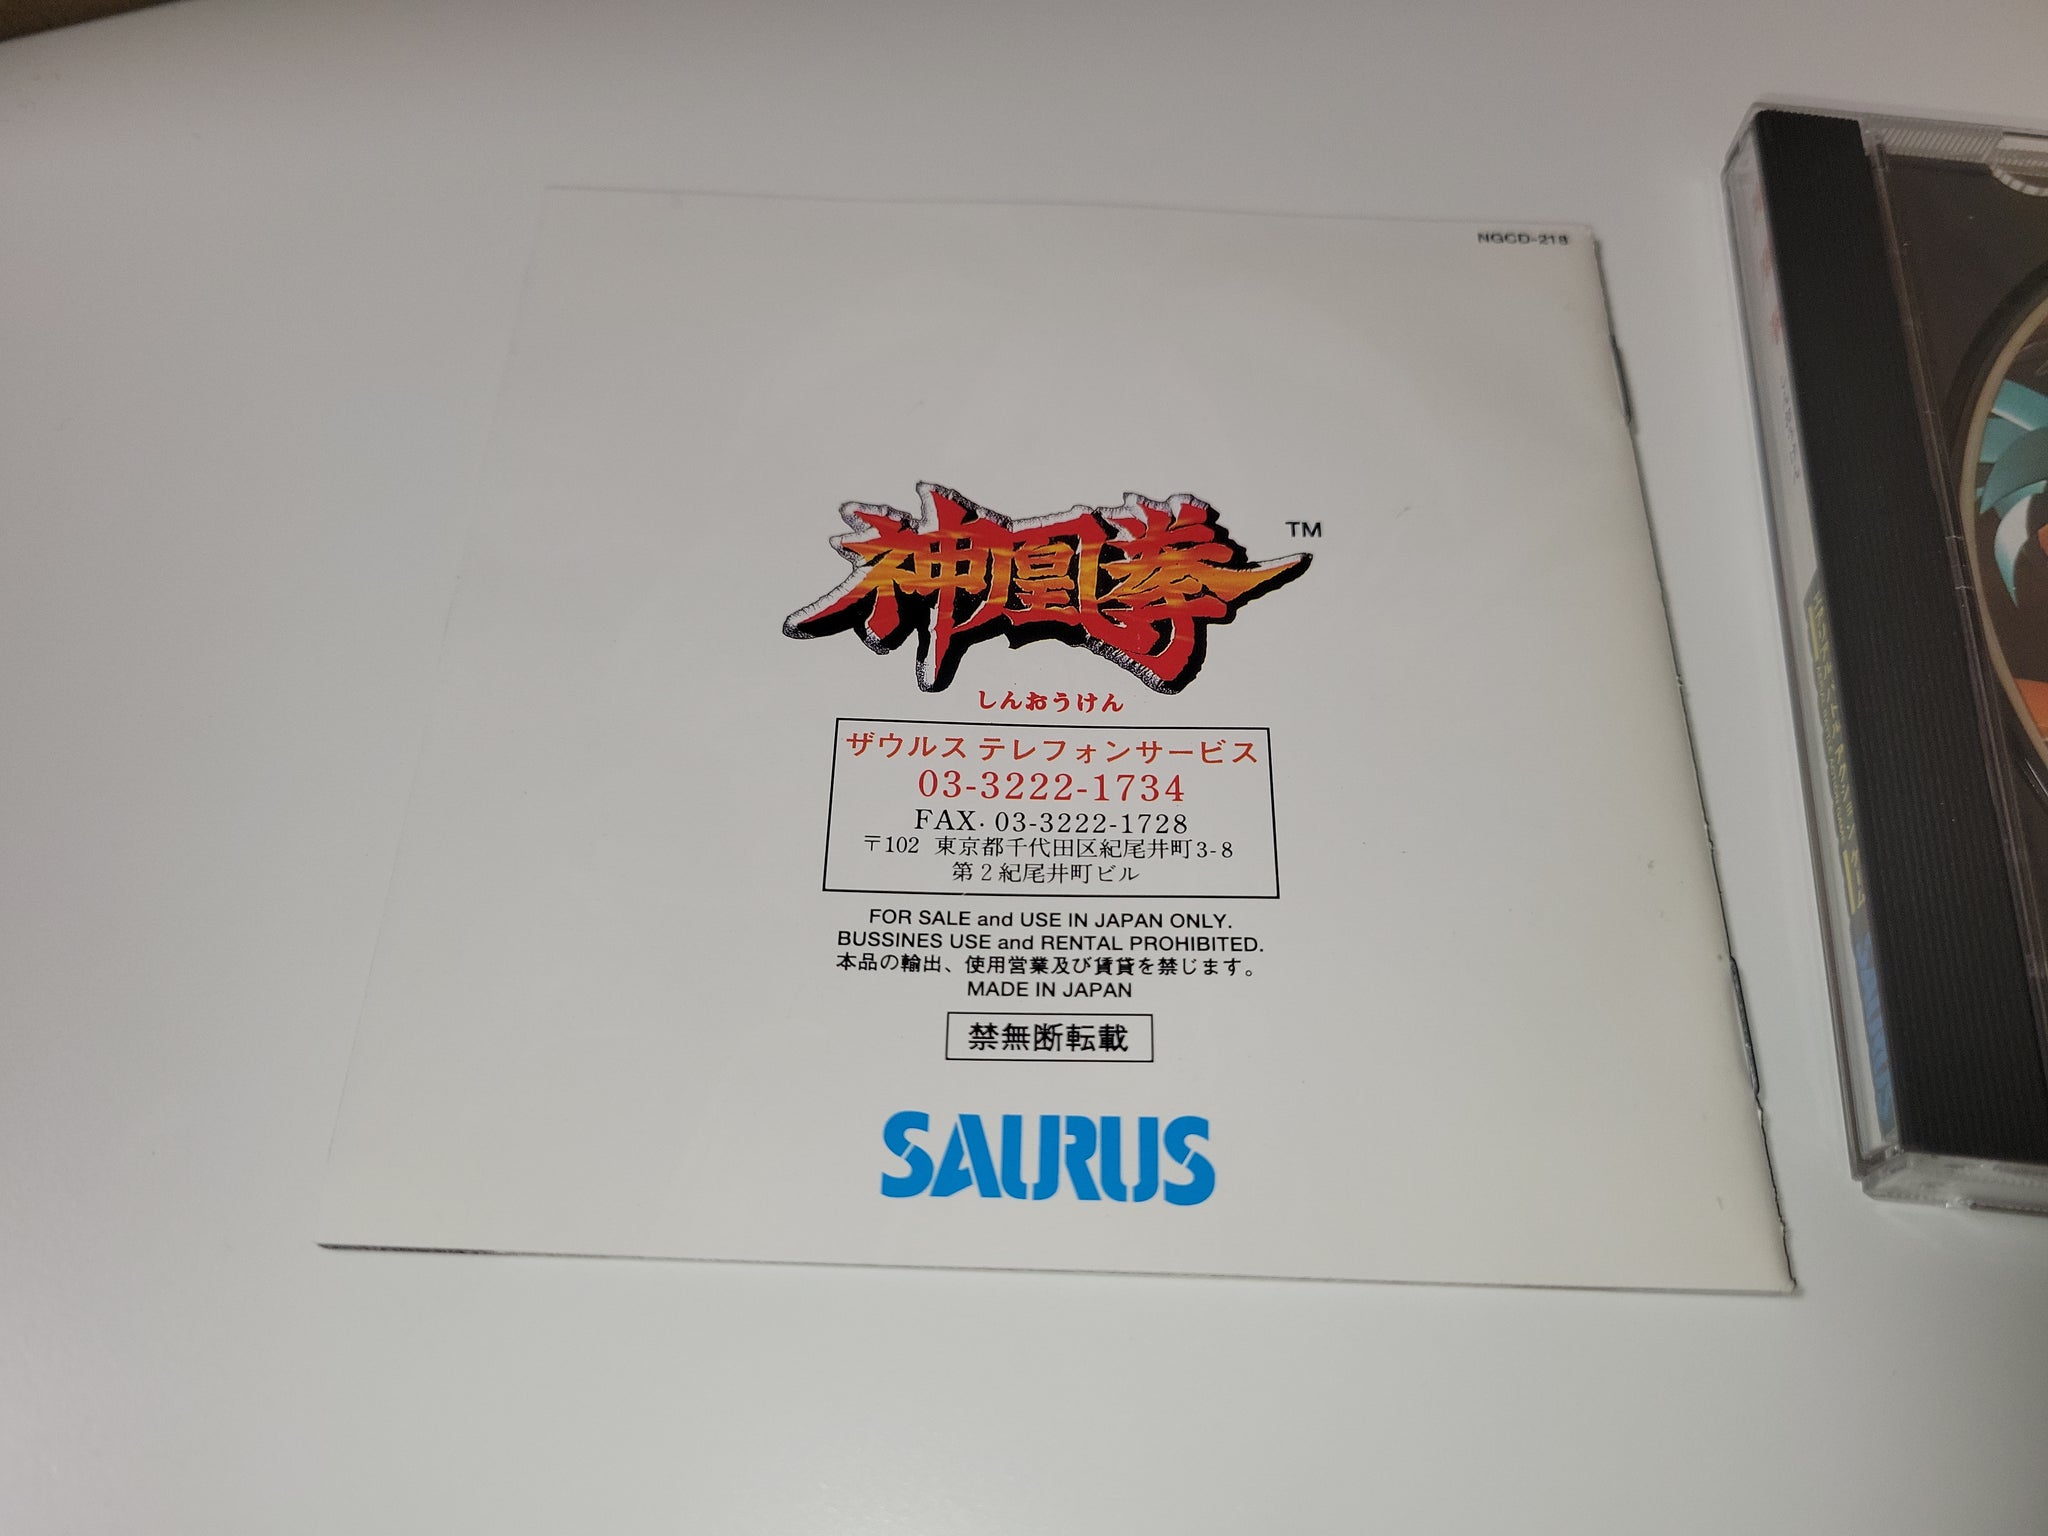 NGCD-219
神凰拳
TM
しんおうけん
ザウルス テレフォンサービス
03-3222-1734
FAX. 03-3222-1728
〒102 東京都千代田区紀尾井町3-8
第2紀尾井町ビル
FOR SALE and USE IN JAPAN ONLY.
BUSSINES USE and RENTAL PROHIBITED.
本品の輸出、使用営業及び賃貸を禁じます。
MADE IN JAPAN
禁無断転載
SAURUS